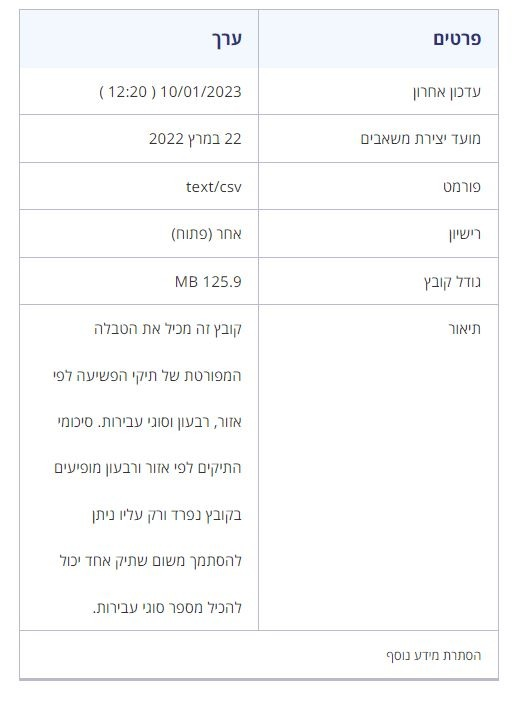 פרטים ערך
עדכון אחרון 10/01/2023 ( 12:20 )
מועד יצירת משאבים 22 במרץ 2022
פורמט text/csv
רישיון אחר (פתוח)
גודל קובץ 125.9 MB
תיאור קובץ זה מכיל את הטבלה
המפורטת של תיקי הפשיעה לפי
אזור, רבעון וסוגי עבירות. סיכומי
התיקים לפי אזור ורבעון מופיעים
בקובץ נפרד ורק עליו ניתן
להסתמך משום שתיק אחד יכול
להכיל מספר סוגי עבירות.
הסתרת מידע נוסף